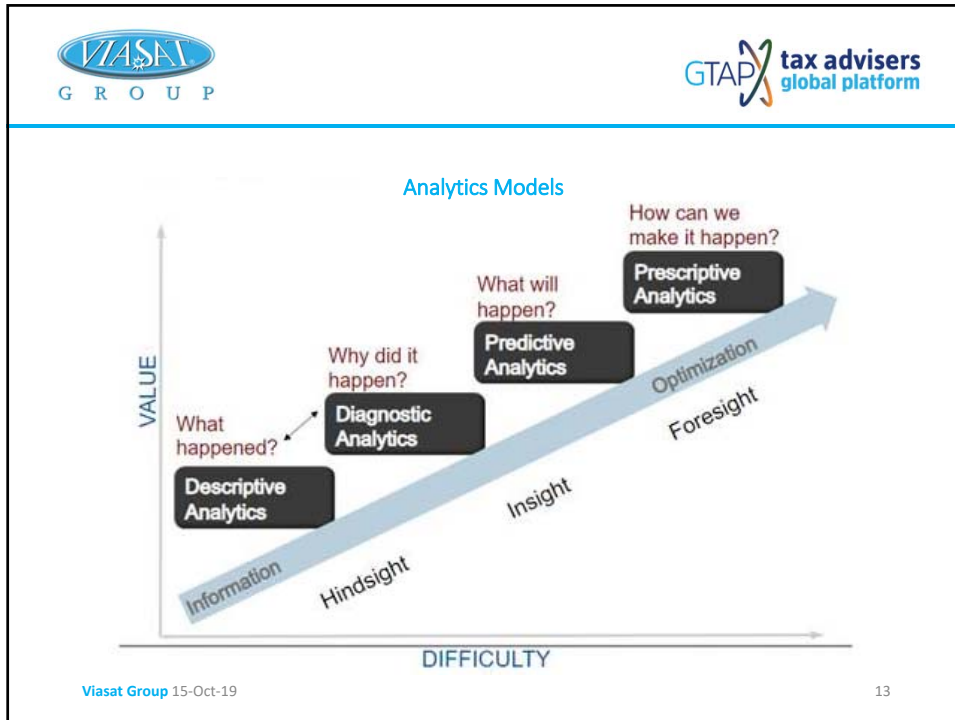 VIASAT
GROUP
GTAP tax advisers
global platform
Analytics Models
How can we
make it happen?
Prescriptive
Analytics
What will
happen?
Predictive
Analytics
Why did it
happen?
Diagnostic
Analytics
What
happened?
Descriptive
Analytics
VALUE
Optimization
Foresight
Insight
Information
Hindsight
DIFFICULTY
Viasat Group 15-Oct-19
13